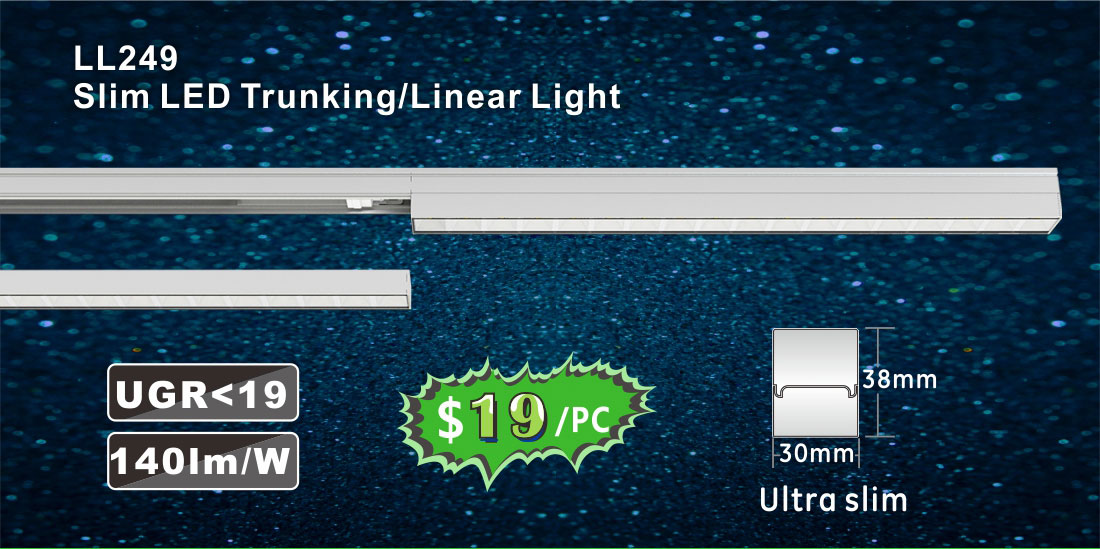 LL249
Slim LED Trunking/Linear Light
UGR<19
140lm/W
$19/PC
38mm
30mm
Ultra slim